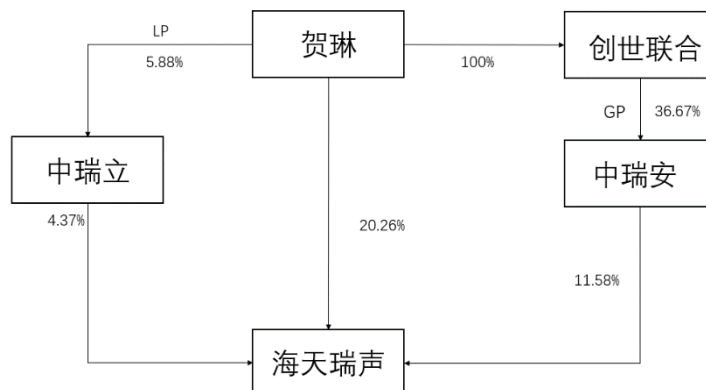 LP
贺琳
创世联合
5.88%
100%
GP
36.67%
中瑞立
中瑞安
4.37%
20.26%
11.58%
海天瑞声